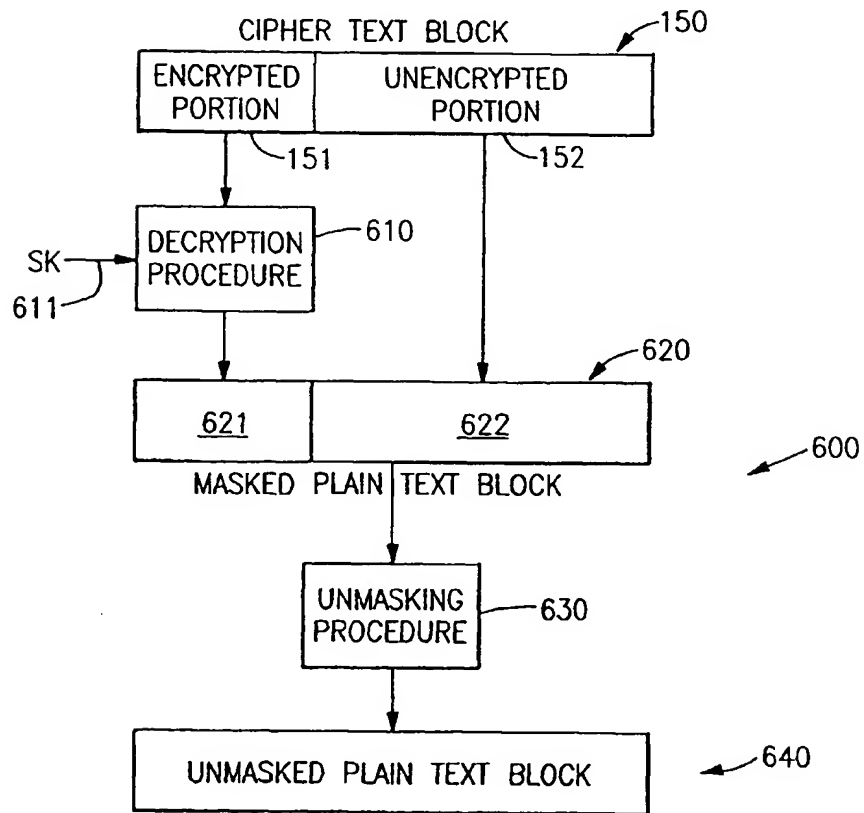 CIPHER TEXT BLOCK
150
ENCRYPTED
PORTION
UNENCRYPTED
PORTION
151
152
DECRYPTION
PROCEDURE
610
SK
611
620
621
622
MASKED PLAIN TEXT BLOCK
600
UNMASKING
PROCEDURE
630
UNMASKED PLAIN TEXT BLOCK
640